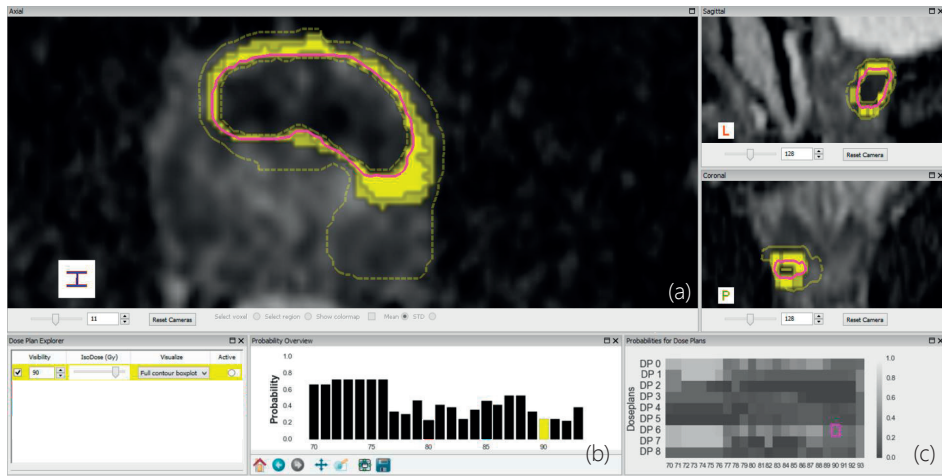 Axial
(a)
11
Reset Cameras
Select voxel
Select region
Show colormap
Mean
STD
Sagittal
L
128
Reset Camera
Coronal
P
128
Reset Camera
Dose Plan Explorer
Visibility IsoDose (Gy) Visualize Active
90 Full contour boxplot
Probability Overview
Probability
1.0
0.8
0.6
0.4
0.2
0.0
70 75 80 85 90
(b)
Probabilities for Dose Plans
Doseplans
DP 0
DP 1
DP 2
DP 3
DP 4
DP 5
DP 6
DP 7
DP 8
70 71 72 73 74 75 76 77 78 79 80 81 82 83 84 85 86 87 88 89 90 91 92 93
1.0
0.8
0.6
0.4
0.2
0.0
(c)